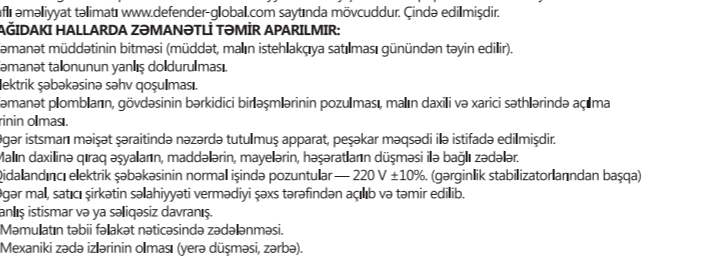 əməliyyat təlimatı www.defender-global.com saytında mövcuddur. Çində edilmişdir.
AĞIDAKI HALLARDA ZƏMANƏTLİ TƏMİR APARILMIR:
əmanət müddətinin bitməsi (müddət, malın istehlakçıya satılması günündən təyin edilir).
əmanət talonunun yanlış doldurulması.
lektrik şəbəkəsinə səhv qoşulması.
əmanət plombların, gövdəsinin bərkidici birləşmlərinin pozulması, malın daxili və xarici səthlərində açılma
rinin olması.
əgər istsmarı məişət şəraitində nəzərdə tutulmuş apparat, peşəkar məqsədi ilə istifadə edilmişdir.
Malın daxilinə qıraq əşyaların, maddələrin, mayelərin, həşəratların düşməsi ilə bağlı zədələr.
Qidalandırıcı elektrik şəbəkəsinin normal işində pozuntular — 220 V ±10%. (gərginlik stabilizatorlarından başqa)
Əgər mal, satıcı şirkətin səlahiyyəti vermədiyi şəxs tərəfindən açılıb və təmir edilib.
anlış istismar və ya səliqəsiz davranış.
Məmulatın təbii fəlakət nəticəsində zədələnməsi.
Mexaniki zədə izlərinin olması (yerə düşməsi, zərbə).